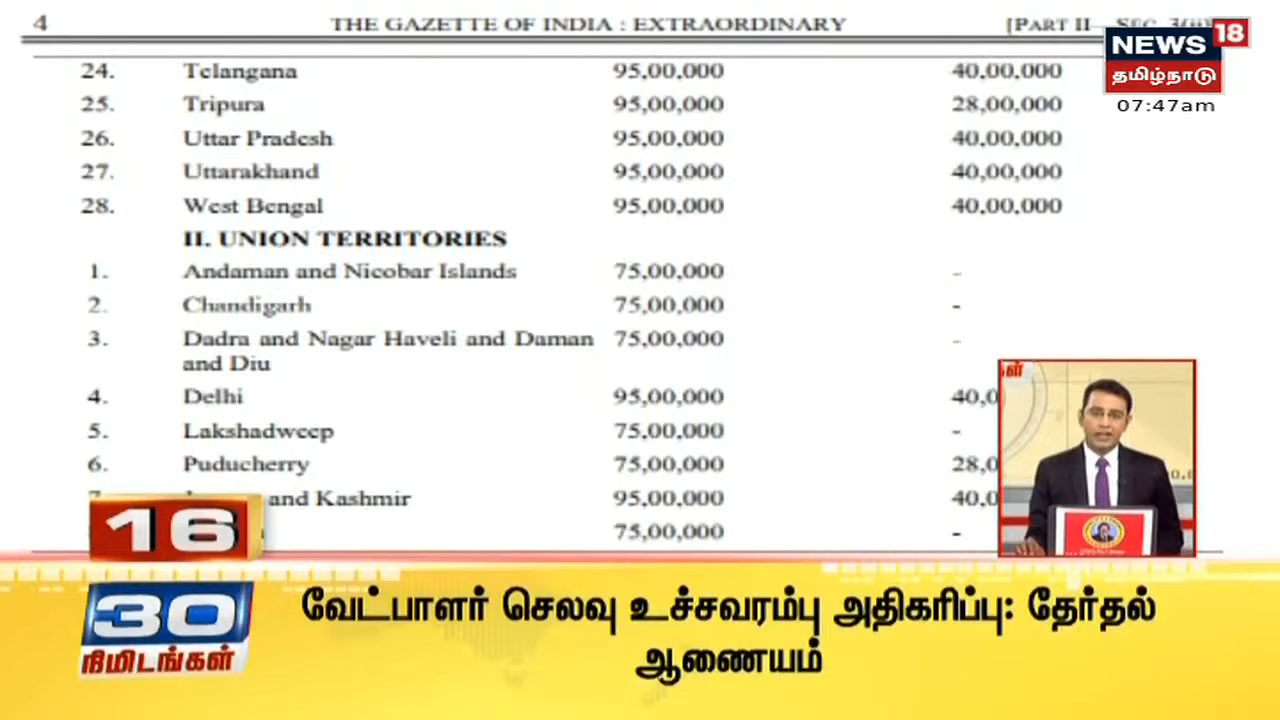 4 THE GAZETTE OF INDIA : EXTRAORDINARY [PART II
NEWS 18
தமிழ்நாடு
07:47am
24. Telangana 95,00,000 40,00,000
25. Tripura 95,00,000 28,00,000
26. Uttar Pradesh 95,00,000 40,00,000
27. Uttarakhand 95,00,000 40,00,000
28. West Bengal 95,00,000 40,00,000
II. UNION TERRITORIES
1. Andaman and Nicobar Islands 75,00,000 -
2. Chandigarh 75,00,000 -
3. Dadra and Nagar Haveli and Daman 75,00,000 -
and Diu
4. Delhi 95,00,000 40,0
5. Lakshadweep 75,00,000 -
6. Puducherry 75,00,000 28,0
and Kashmir 95,00,000 40,0
75,00,000 -
16
30
நிமிடங்கள்
வேட்பாளர் செலவு உச்சவரம்பு அதிகரிப்பு: தேர்தல்
ஆணையம்